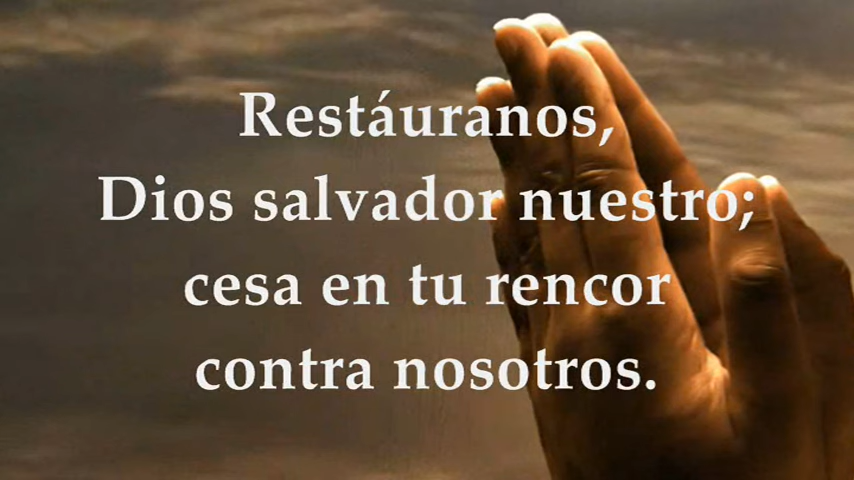 Restáuranos,
Dios salvador nuestro;
cesa en tu rencor
contra nosotros.